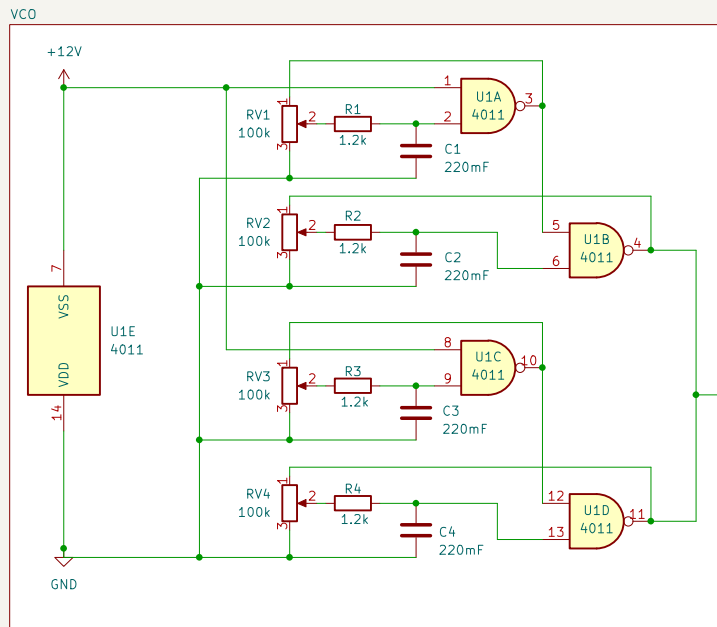 VCO
+12V
1
U1A
4011
3
RV1
100k
1
2
3
R1
1.2k
2
C1
220mF
RV2
100k
1
2
3
R2
1.2k
C2
220mF
5
6
U1B
4011
4
7
VSS
VDD
14
U1E
4011
8
U1C
4011
10
RV3
100k
1
2
3
R3
1.2k
9
C3
220mF
RV4
100k
1
2
3
R4
1.2k
C4
220mF
12
13
U1D
4011
11
GND